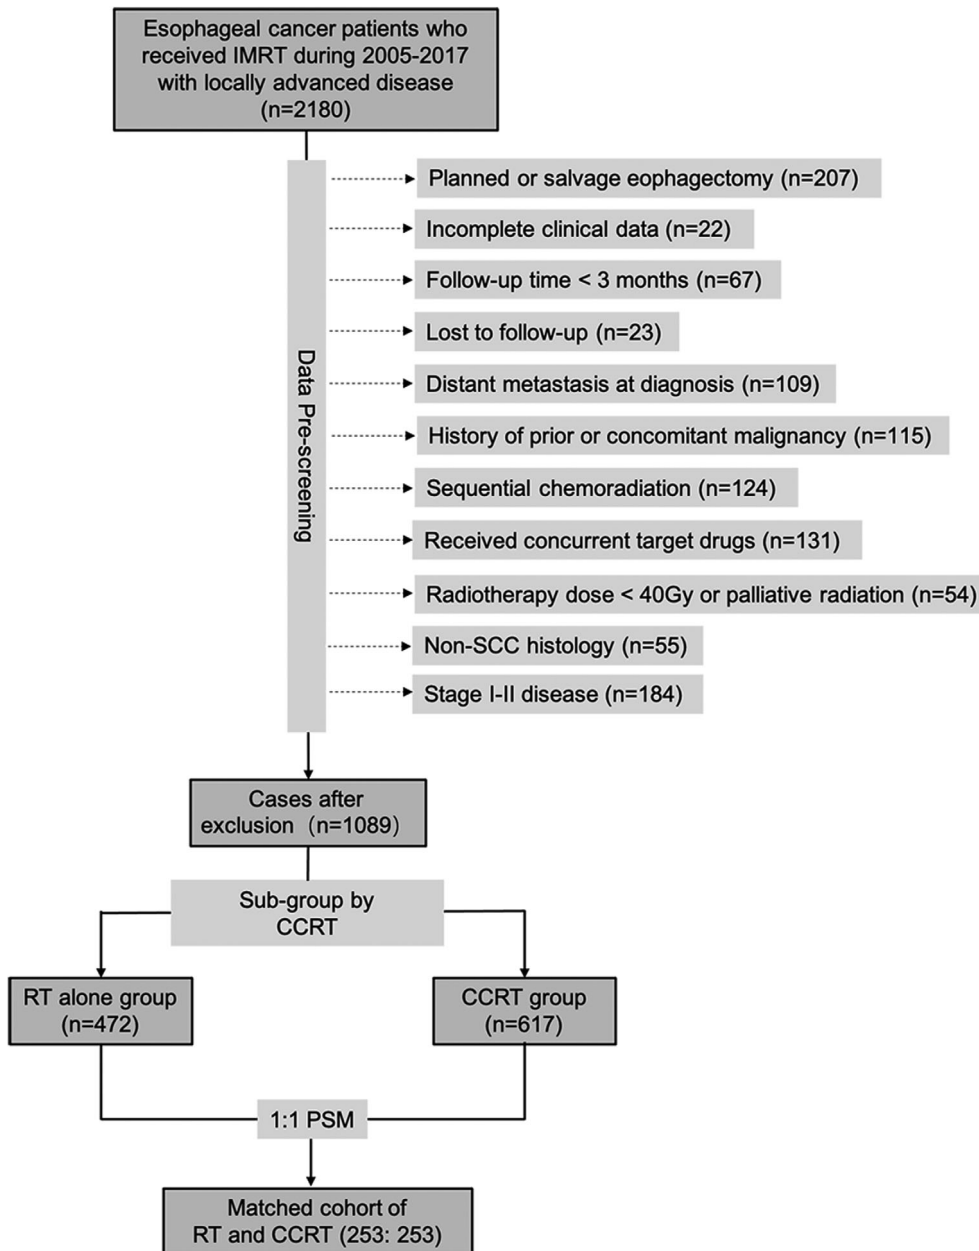 Esophageal cancer patients who
received IMRT during 2005-2017
with locally advanced disease
(n=2180)
Data Pre-screening
Planned or salvage eophagectomy (n=207)
Incomplete clinical data (n=22)
Follow-up time < 3 months (n=67)
Lost to follow-up (n=23)
Distant metastasis at diagnosis (n=109)
History of prior or concomitant malignancy (n=115)
Sequential chemoradiation (n=124)
Received concurrent target drugs (n=131)
Radiotherapy dose < 40Gy or palliative radiation (n=54)
Non-SCC histology (n=55)
Stage I-II disease (n=184)
Cases after
exclusion（n=1089)
Sub-group by
CCRT
RT alone group
(n=472)
CCRT group
(n=617)
1:1 PSM
Matched cohort of
RT and CCRT (253: 253)